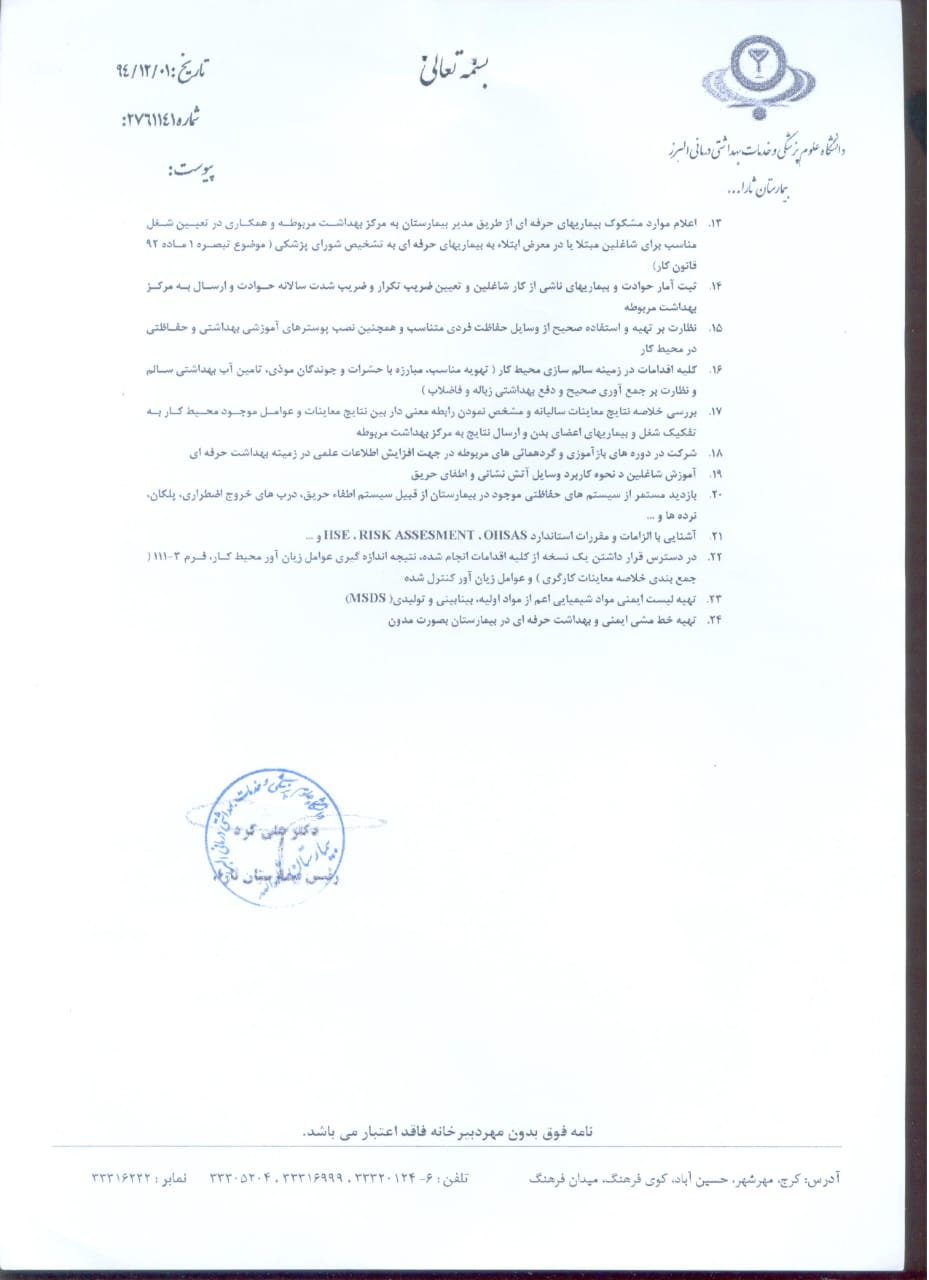 بسمه تعالی
تاریخ: ۹٤/۱۲/۰۱
شماره ۲۷٦۱۱٤۱:
پیوست:
دانشگاه علوم پزشکی و خدمات بهداشتی درمانی البرز
بیمارستان ثارا...
۱۳. اعلام موارد مشکوک بیماریهای حرفه ای از طریق مدیر بیمارستان به مرکز بهداشت مربوطه و همکاری در تعیین شغل
مناسب برای شاغلین مبتلا یا در معرض ابتلاء به بیماریهای حرفه ای به تشخیص شورای پزشکی ( موضوع تبصره ۱ ماده ۹۲
قانون کار)
۱۴. ثبت آمار حوادث و بیماریهای ناشی از کار شاغلین و تعیین ضریب تکرار و ضریب شدت سالانه حوادث و ارسال به مرکز
بهداشت مربوطه
۱۵. نظارت بر تهیه و استفاده صحیح از وسایل حفاظت فردی متناسب و همچنین نصب پوسترهای آموزشی بهداشتی و حفاظتی
در محیط کار
۱۶. کلیه اقدامات در زمینه سالم سازی محیط کار ( تهویه مناسب، مبارزه با حشرات و جوندگان موذی، تامین آب بهداشتی سالم
و نظارت بر جمع آوری صحیح و دفع بهداشتی زباله و فاضلاب )
۱۷. بررسی خلاصه نتایج معاینات سالیانه و مشخص نمودن رابطه معنی دار بین نتایج معاینات و عوامل موجود محیط کار به
تفکیک شغل و بیماریهای اعضای بدن و ارسال نتایج به مرکز بهداشت مربوطه
۱۸. شرکت در دوره های بازآموزی و گردهمائی های مربوطه در جهت افزایش اطلاعات علمی در زمینه بهداشت حرفه ای
۱۹. آموزش شاغلین د نحوه کاربرد وسایل آتش نشانی و اطفای حریق
۲۰. بازدید مستمر از سیستم های حفاظتی موجود در بیمارستان از قبیل سیستم اطفاء حریق، درب های خروج اضطراری، پلکان،
نرده ها و ...
۲۱. آشنایی با الزامات و مقررات استاندارد HSE ، RISK ASSESMENT ، OHSAS و ...
۲۲. در دسترس قرار داشتن یک نسخه از کلیه اقدامات انجام شده، نتیجه اندازه گیری عوامل زیان آور محیط کار، فرم ۳-۱۱۱ (
جمع بندی خلاصه معاینات کارگری ) و عوامل زیان آور کنترل شده
۲۳. تهیه لیست ایمنی مواد شیمیایی اعم از مواد اولیه، بینابینی و تولیدی( MSDS)
۲۴. تهیه خط مشی ایمنی و بهداشت حرفه ای در بیمارستان بصورت مدون
دانشگاه علوم پزشکی و خدمات بهداشتی درمانی البرز
بیمارستان
دکتر علی گرد
رئیس بیمارستان
نامه فوق بدون مهردبیرخانه فاقد اعتبار می باشد.
آدرس: کرج، مهرشهر، حسین آباد، کوی فرهنگ، میدان فرهنگ تلفن : ۶- ۳۳۳۲۰۱۲۴ ، ۳۳۳۱۶۹۹۹ ، ۳۳۳۰۵۲۰۴ نمابر : ۳۳۳۱۶۲۲۲